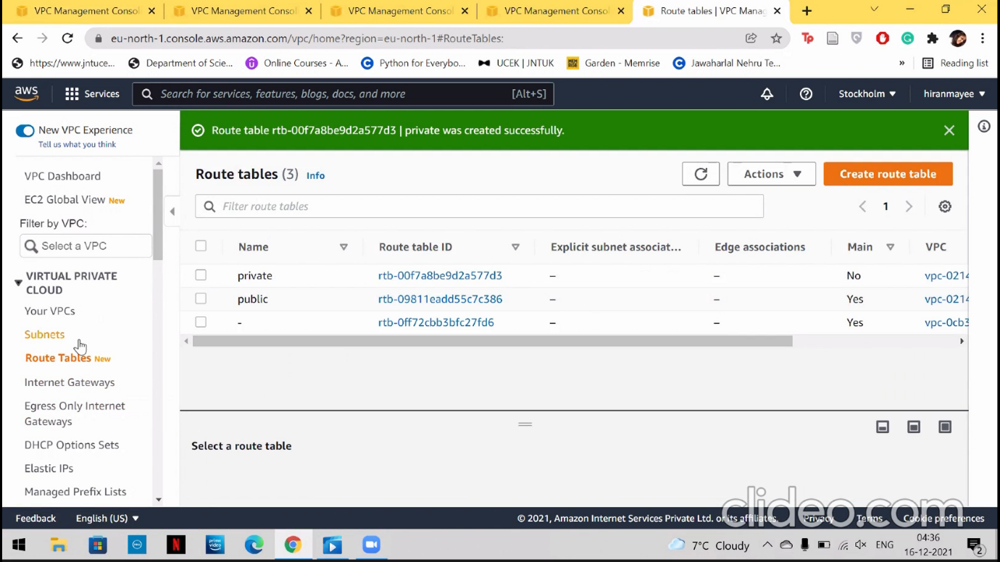 VPC Management Consol
VPC Management Consol
VPC Management Consol
VPC Management Consol
Route tables | VPC Manag
eu-north-1.console.aws.amazon.com/vpc/home?region=eu-north-1#RouteTables:
https://www.jntuce...
Department of Scie...
Online Courses - A...
Python for Everybo...
UCEK | JNTUK
Garden - Memrise
Jawaharlal Nehru Te...
»
Reading list
aws
Services
Search for services, features, blogs, docs, and more
[Alt+S]
Stockholm
hiranmayee
New VPC Experience
Tell us what you think
VPC Dashboard
EC2 Global View New
Filter by VPC:
Select a VPC
VIRTUAL PRIVATE
CLOUD
Your VPCs
Subnets
Route Tables New
Internet Gateways
Egress Only Internet
Gateways
DHCP Options Sets
Elastic IPs
Managed Prefix Lists
Route table rtb-00f7a8be9d2a577d3 | private was created successfully.
Route tables (3) Info
Actions
Create route table
Filter route tables
1
Name Route table ID Explicit subnet associat... Edge associations Main VPC
private rtb-00f7a8be9d2a577d3 – – No vpc-0214
public rtb-09811eadd55c7c386 – – Yes vpc-0214
- rtb-0ff72cbb3bfc27fd6 – – Yes vpc-0cb3
Select a route table
clideo.com
Feedback English (US) © 2021, Amazon Internet Services Private Ltd. or its affiliates. Privacy Terms Cookie preferences
7°C Cloudy
ENG
04:36
16-12-2021
2